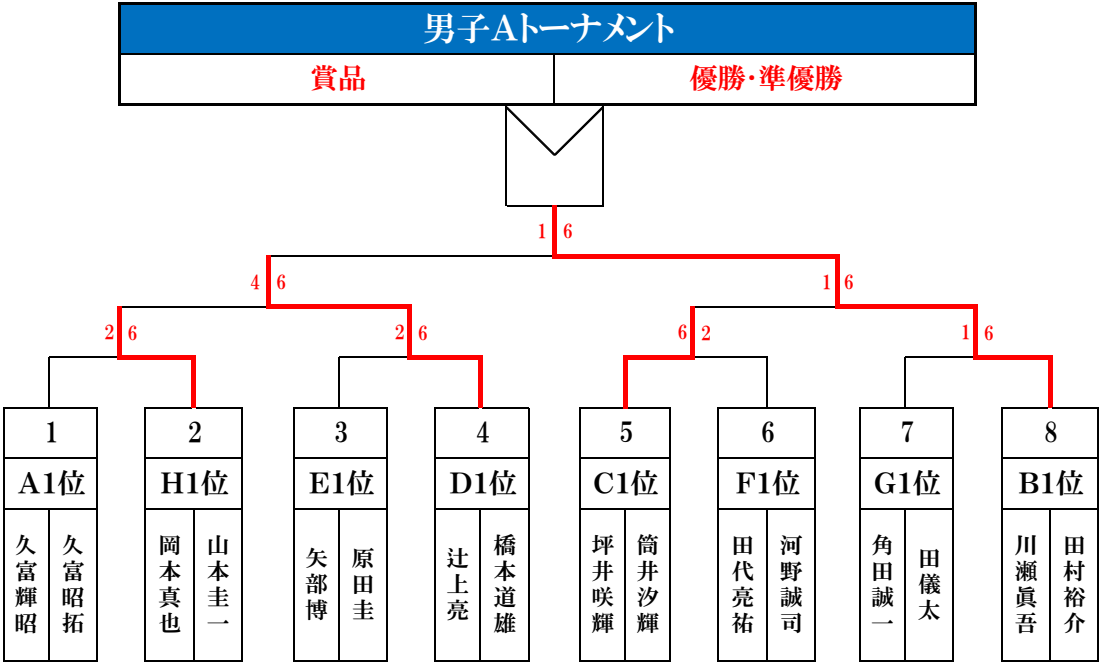 男子Aトーナメント
賞品
優勝・準優勝
1 6
4 6
1 6
2 6
2 6
6 2
1 6
1
2
3
4
5
6
7
8
A1位
H1位
E1位
D1位
C1位
F1位
G1位
B1位
久富輝昭
久富昭拓
岡本真也
山本圭一
矢部博
原田圭
辻上亮
橋本道雄
坪井咲輝
筒井汐輝
田代亮祐
河野誠司
角田誠一
田儀太
川瀬眞吾
田村裕介